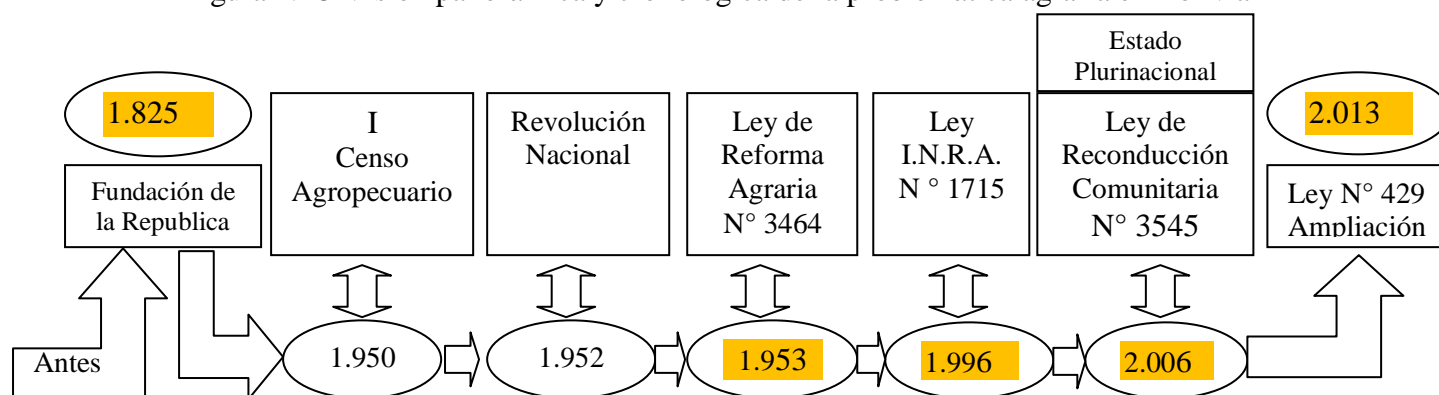 Estado
Plurinacional
1.825
I
Censo
Agropecuario
Revolución
Nacional
Ley de
Reforma
Agraria
N° 3464
Ley
I.N.R.A.
N ° 1715
Ley de
Reconducción
Comunitaria
N° 3545
2.013
Fundación de
la Republica
Ley N° 429
Ampliación
Antes
1.950
1.952
1.953
1.996
2.006